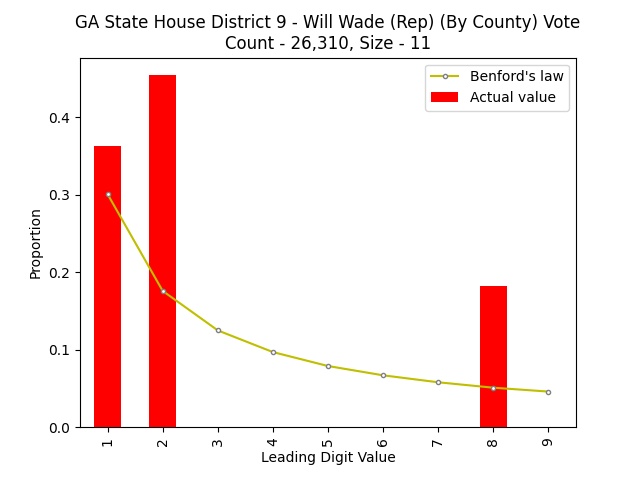 GA State House District 9 - Will Wade (Rep) (By County) Vote
Count - 26,310, Size - 11
Benford's law
Actual value
Proportion
0.4
0.3
0.2
0.1
0.0
1 2 3 4 5 6 7 8 9
Leading Digit Value